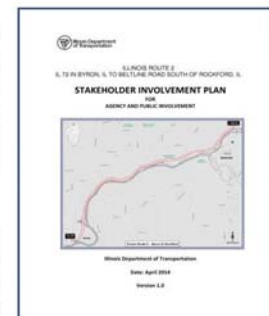 Illinois Department
of Transportation
ILLINOIS ROUTE 2
IL 72 IN BYRON, IL TO BELTLINE ROAD SOUTH OF ROCKFORD, IL
STAKEHOLDER INVOLVEMENT PLAN
FOR
AGENCY AND PUBLIC INVOLVEMENT
Illinois Department of Transportation
Date: April 2014
Version 1.0